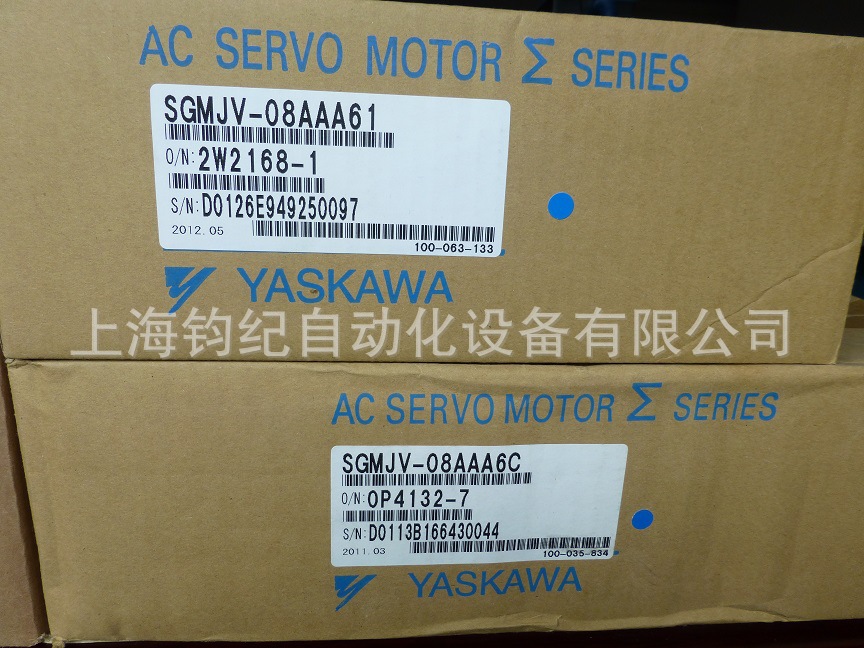 AC SERVO MOTOR Σ SERIES
SGMJV-08AAA61
O/N: 2W2168-1
S/N: D0126E949250097
2012.05
100-063-133
YASKAWA
上海钧纪自动化设备有限公司
AC SERVO MOTOR Σ SERIES
SGMJV-08AAA6C
O/N: OP4132-7
S/N: D0113B166430044
2011.03
100-035-834
YASKAWA